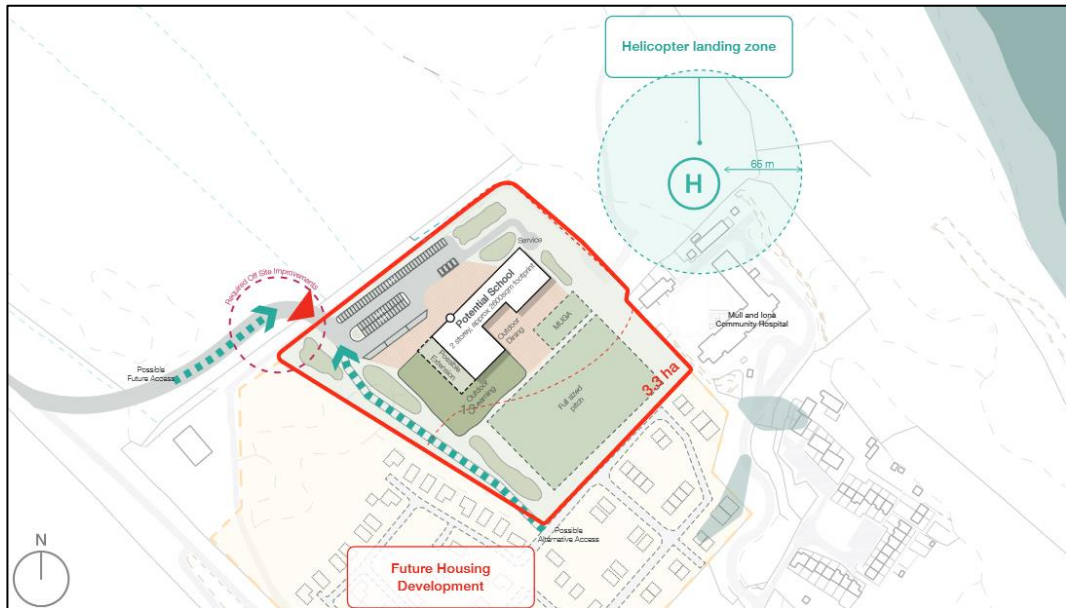 Helicopter landing zone
65 m
H
Service
Required Off Site Improvements
Potential School
2 storey, approx 2600sqm footprint
MUGA
Outdoor
Dining
Mull and Iona
Community Hospital
Possible
Future Access
Possible
Extension
Outdoor
Learning
Full sized
pitch
3.3 ha
Possible
Alternative Access
N
Future Housing
Development